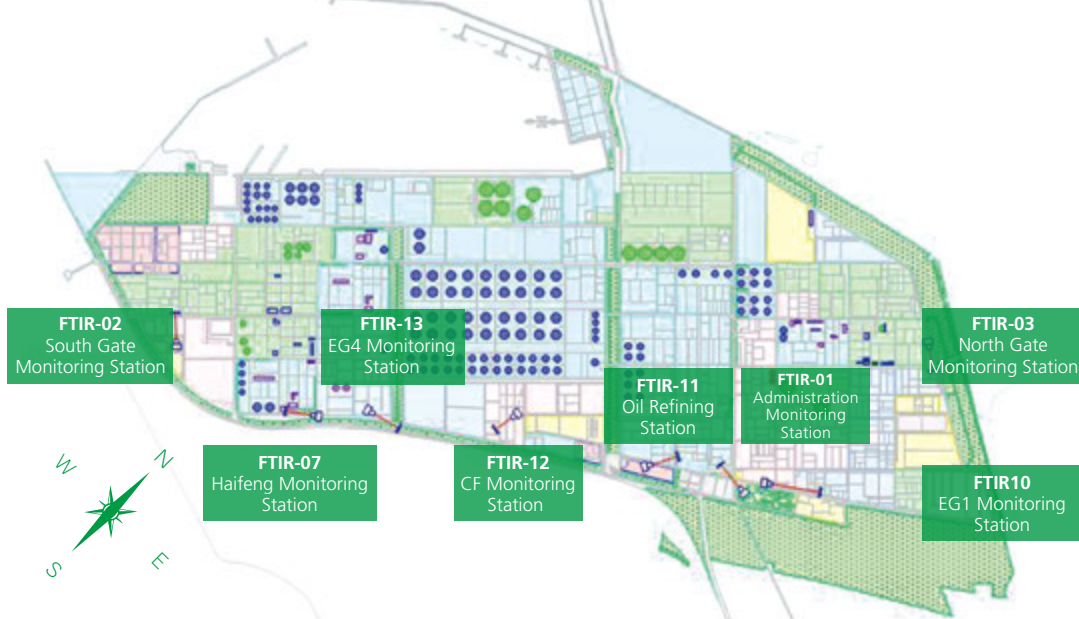 FTIR-02
South Gate
Monitoring Station
FTIR-13
EG4 Monitoring
Station
FTIR-03
North Gate
Monitoring Station
FTIR-11
Oil Refining
Station
FTIR-01
Administration
Monitoring
Station
FTIR-07
Haifeng Monitoring
Station
FTIR-12
CF Monitoring
Station
FTIR10
EG1 Monitoring
Station
W
N
S
E